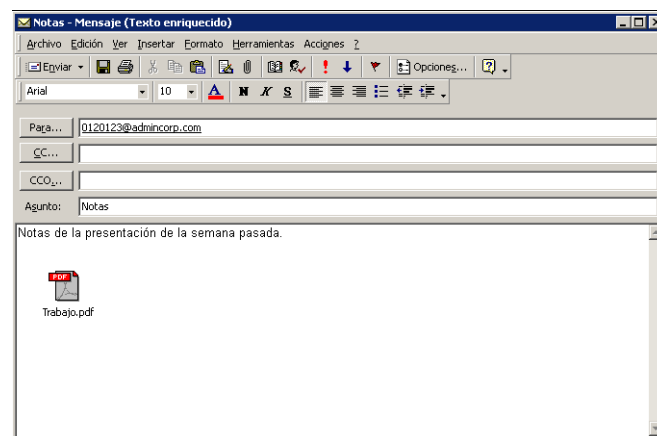 Notas - Mensaje (Texto enriquecido)
Archivo Edición Ver Insertar Formato Herramientas Acciones ?
Enviar Opciones...
Arial 10 A N K S
Para... 0120123@admincorp.com
CC...
CCO...
Asunto: Notas
Notas de la presentación de la semana pasada.
PDF
Trabajo.pdf